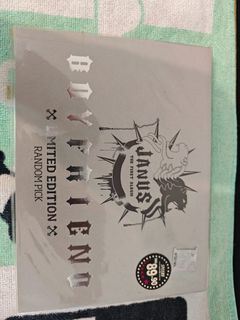 JANUS
THE FIRST ALBUM
BOYFRIEND
LIMITED EDITION
RANDOM PICK